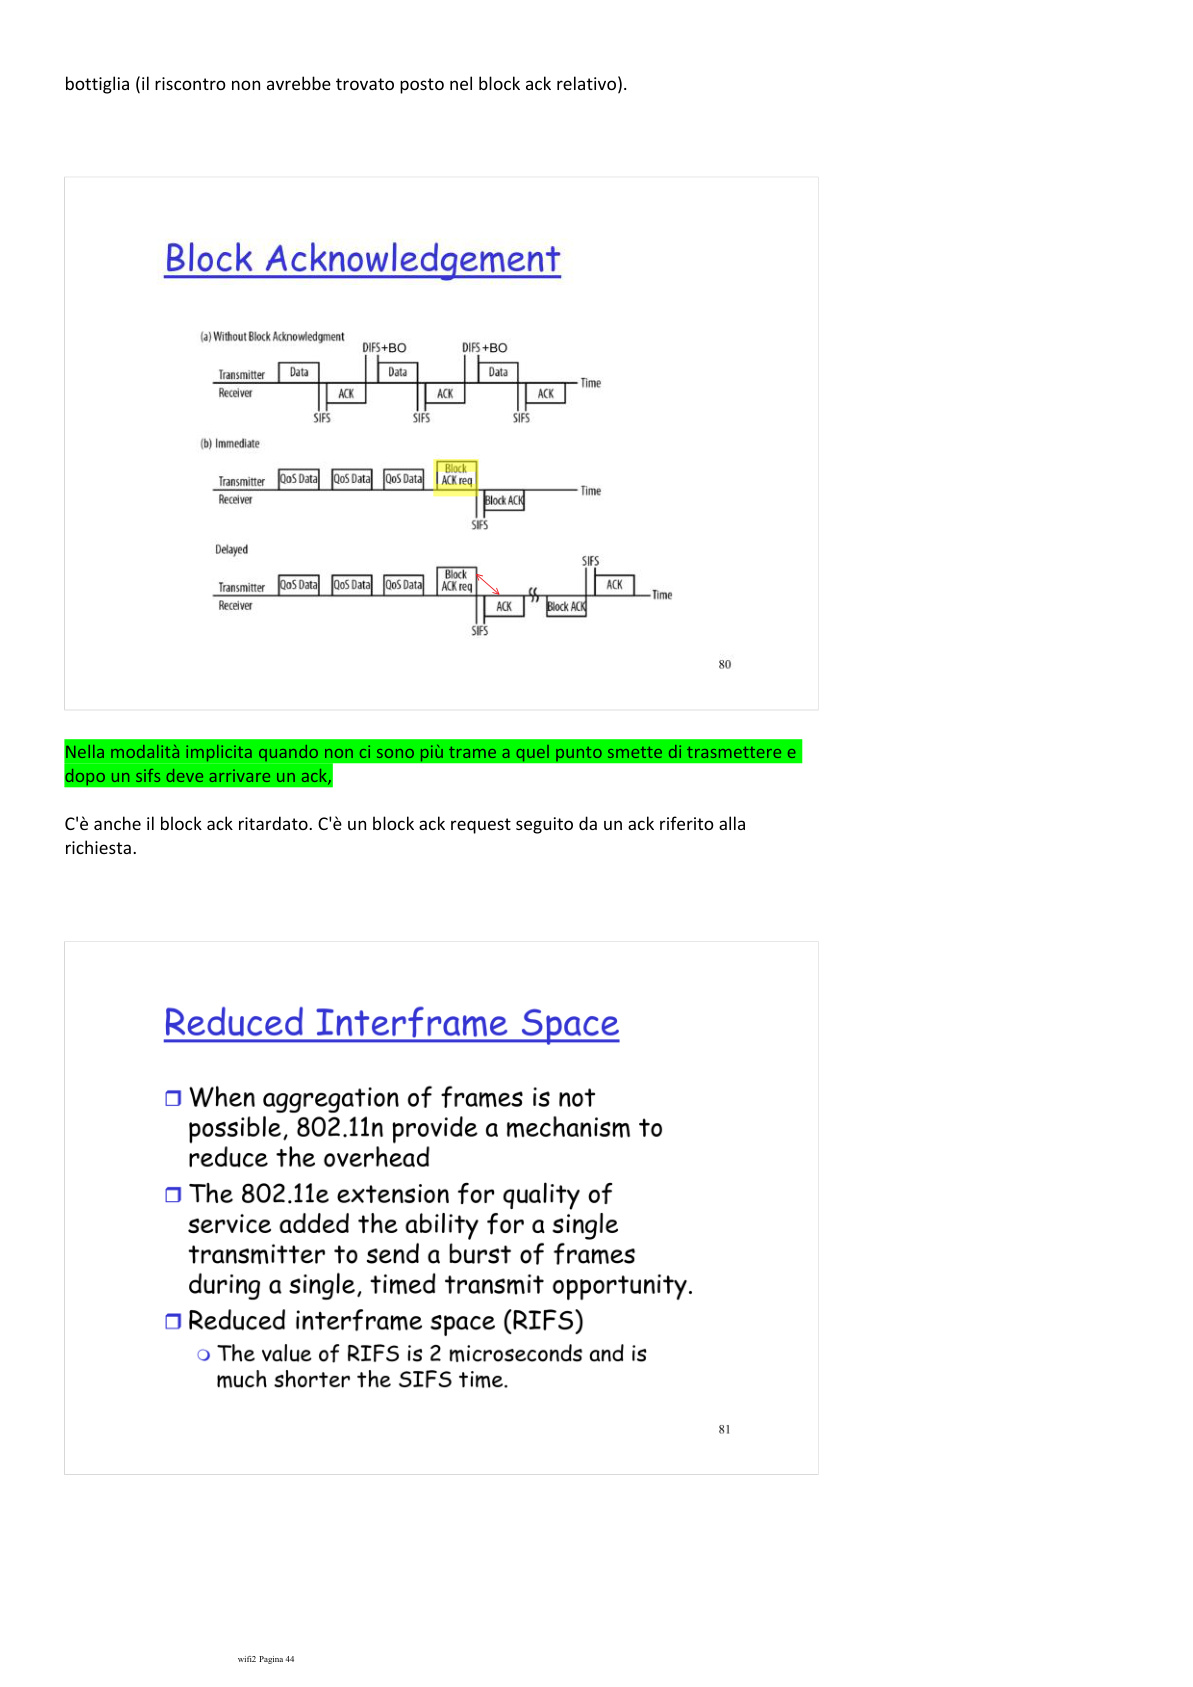 bottiglia (il riscontro non avrebbe trovato posto nel block ack relativo).
Block Acknowledgement
(a) Without Block Acknowledgment
DIFS+BO DIFS+BO
Transmitter Data Data Data
Time
Receiver ACK ACK ACK
SIFS SIFS SIFS
(b) Immediate
Transmitter QoS Data QoS Data QoS Data Block ACK req
Time
Receiver Block ACK
SIFS
Delayed
SIFS
Transmitter QoS Data QoS Data QoS Data Block ACK req ACK
Time
Receiver ACK Block ACK
SIFS
80
Nella modalità implicita quando non ci sono più trame a quel punto smette di trasmettere e
dopo un sifs deve arrivare un ack,
C'è anche il block ack ritardato. C'è un block ack request seguito da un ack riferito alla
richiesta.
Reduced Interframe Space
When aggregation of frames is not
possible, 802.11n provide a mechanism to
reduce the overhead
The 802.11e extension for quality of
service added the ability for a single
transmitter to send a burst of frames
during a single, timed transmit opportunity.
Reduced interframe space (RIFS)
The value of RIFS is 2 microseconds and is
much shorter the SIFS time.
81
wifi2 Pagina 44